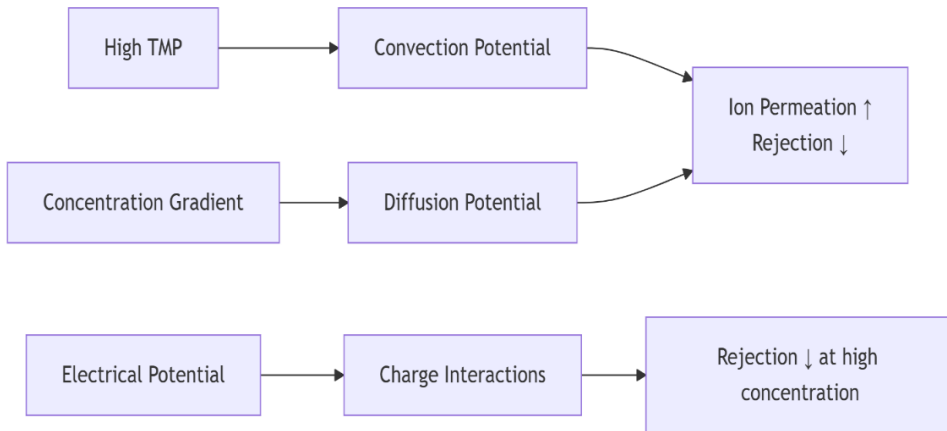 High TMP
Convection Potential
Ion Permeation ↑
Rejection ↓
Concentration Gradient
Diffusion Potential
Electrical Potential
Charge Interactions
Rejection ↓ at high
concentration